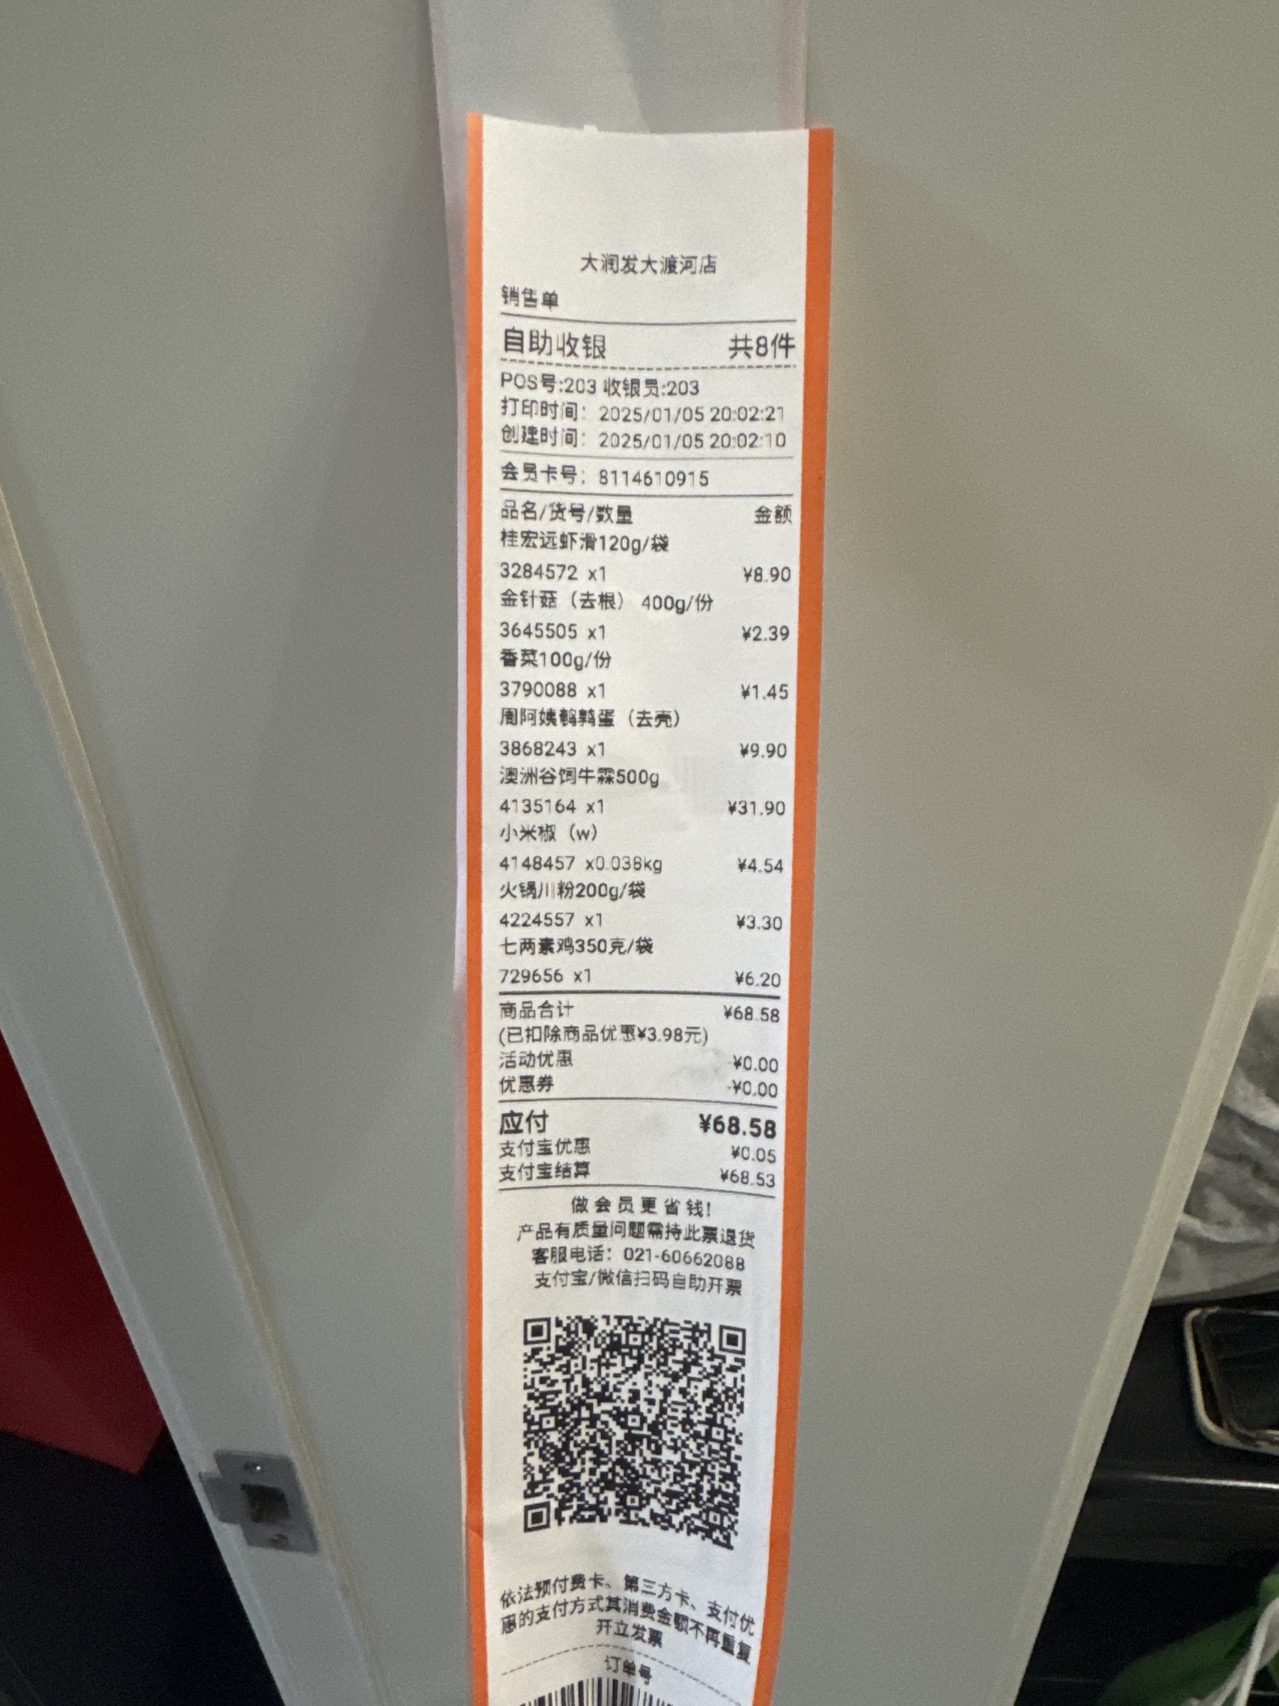 大润发大渡河店
销售单
自助收银 共8件
POS号:203 收银员:203
打印时间: 2025/01/05 20:02:21
创建时间: 2025/01/05 20:02:10
会员卡号: 8114610915
品名/货号/数量 金额
桂宏远虾滑120g/袋
3284572 x1 ¥8.90
金针菇（去根） 400g/份
3645505 x1 ¥2.39
香菜100g/份
3790088 x1 ¥1.45
周阿姨鹌鹑蛋（去壳）
3868243 x1 ¥9.90
澳洲谷饲牛霖500g
4135164 x1 ¥31.90
小米椒（w）
4148457 x0.038kg ¥4.54
火锅川粉200g/袋
4224557 x1 ¥3.30
七两素鸡350克/袋
729656 x1 ¥6.20
商品合计 ¥68.58
(已扣除商品优惠¥3.98元)
活动优惠 ¥0.00
优惠券 -¥0.00
应付 ¥68.58
支付宝优惠 ¥0.05
支付宝结算 ¥68.53
做会员更省钱!
产品有质量问题需持此票退货
客服电话: 021-60662088
支付宝/微信扫码自助开票
依法预付费卡、第三方卡、支付优
惠的支付方式其消费金额不再重复
开立发票
订单号